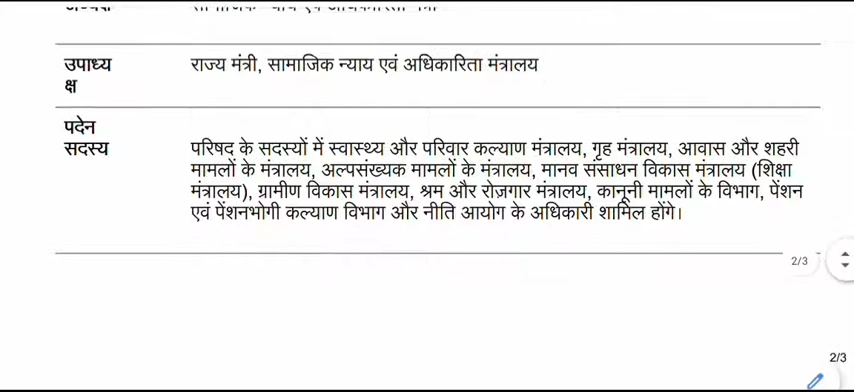 उपाध्य राज्य मंत्री, सामाजिक न्याय एवं अधिकारिता मंत्रालय
क्ष
पदेन
सदस्य परिषद के सदस्यों में स्वास्थ्य और परिवार कल्याण मंत्रालय, गृह मंत्रालय, आवास और शहरी
मामलों के मंत्रालय, अल्पसंख्यक मामलों के मंत्रालय, मानव संसाधन विकास मंत्रालय (शिक्षा
मंत्रालय), ग्रामीण विकास मंत्रालय, श्रम और रोज़गार मंत्रालय, कानूनी मामलों के विभाग, पेंशन
एवं पेंशनभोगी कल्याण विभाग और नीति आयोग के अधिकारी शामिल होंगे।
2/3
2/3